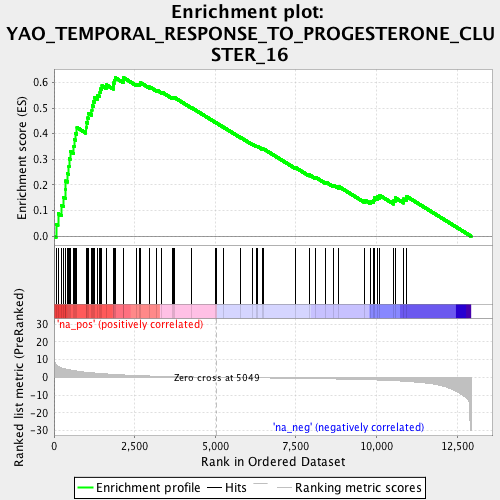 Enrichment plot:
YAO_TEMPORAL_RESPONSE_TO_PROGESTERONE_CLU
STER_16
Enrichment score (ES)
0.6
0.5
0.4
0.3
0.2
0.1
0.0
Ranked list metric (PreRanked)
'na_pos' (positively correlated)
30
20
10
0
-10
-20
-30
Zero cross at 5049
'na_neg' (negatively correlated)
0
2,500
5,000
7,500
10,000
12,500
Rank in Ordered Dataset
Enrichment profile
Hits
Ranking metric scores